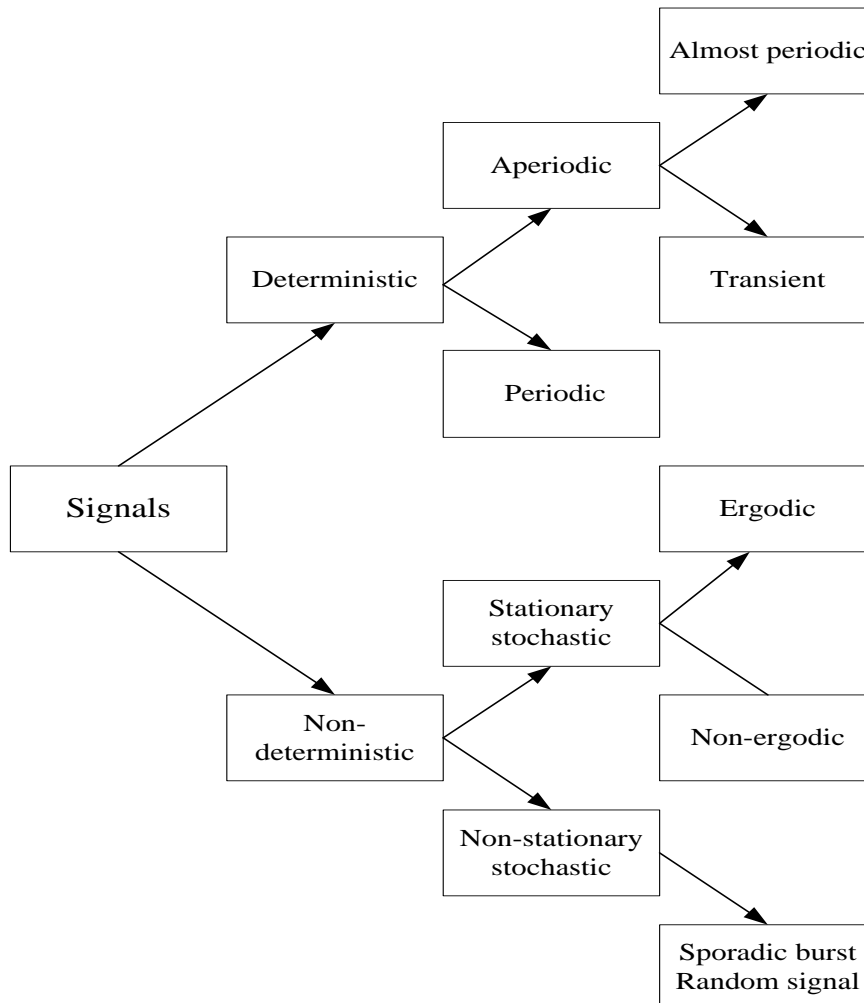 Almost periodic
Aperiodic
Deterministic
Transient
Periodic
Signals
Ergodic
Stationary
stochastic
Non-
deterministic
Non-ergodic
Non-stationary
stochastic
Sporadic burst
Random signal